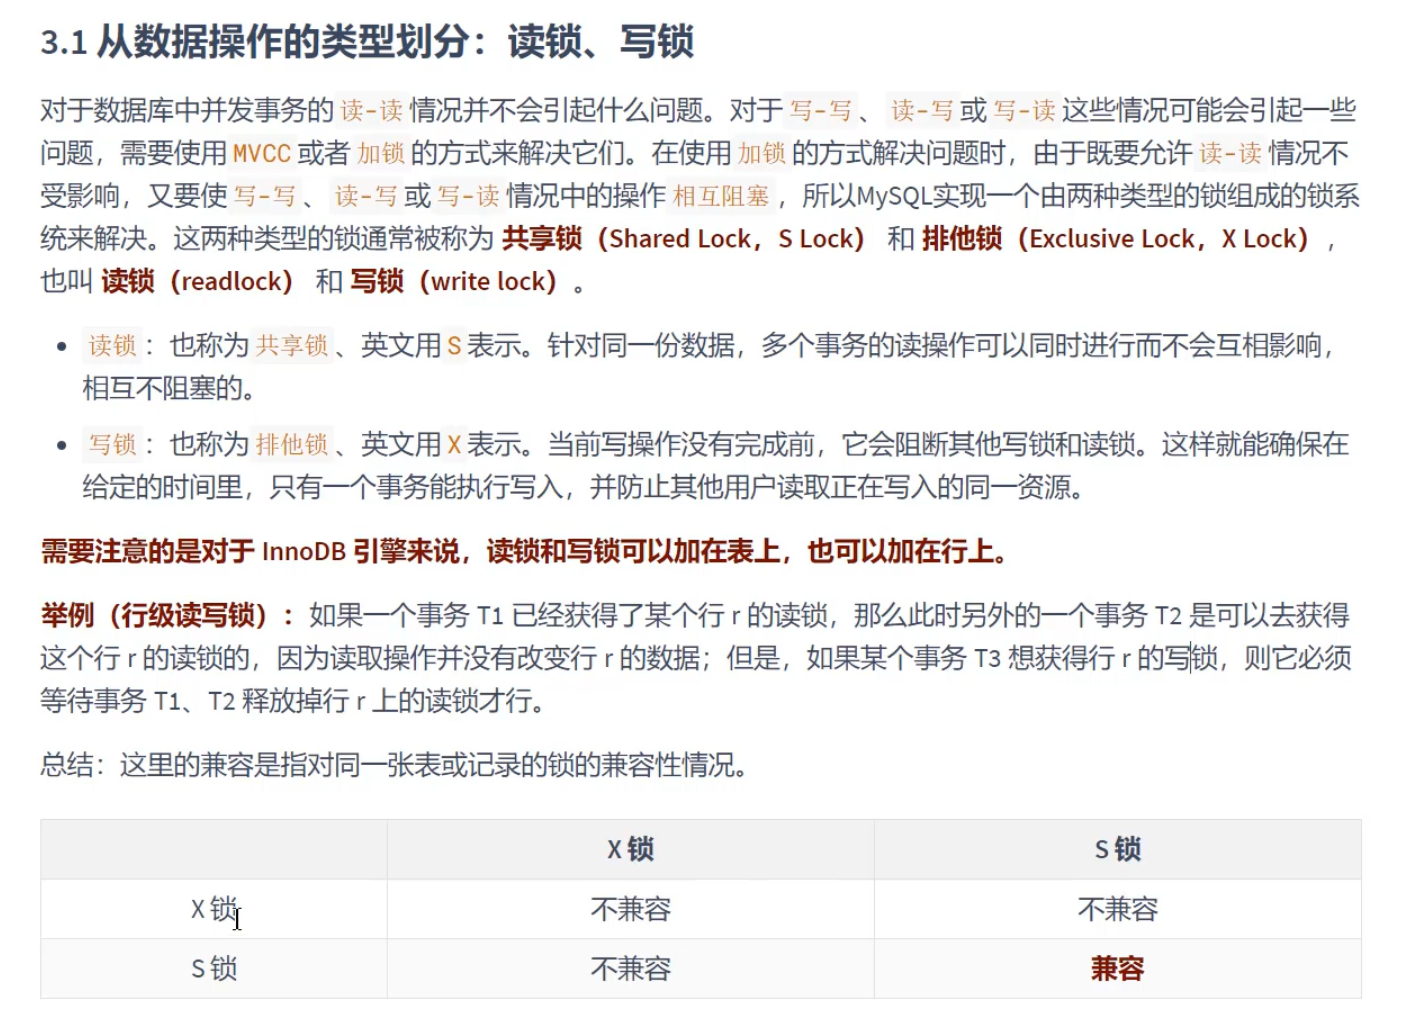 3.1 从数据操作的类型划分：读锁、写锁
对于数据库中并发事务的 读-读 情况并不会引起什么问题。对于 写-写 、 读-写 或 写-读 这些情况可能会引起一些
问题，需要使用 MVCC 或者 加锁 的方式来解决它们。在使用 加锁 的方式解决问题时，由于既要允许 读-读 情况不
受影响，又要使 写-写 、 读-写 或 写-读 情况中的操作 相互阻塞 ，所以MySQL实现一个由两种类型的锁组成的锁系
统来解决。这两种类型的锁通常被称为 共享锁（Shared Lock，S Lock） 和 排他锁（Exclusive Lock，X Lock） ，
也叫 读锁（readlock） 和 写锁（write lock） 。
• 读锁 ：也称为 共享锁 、英文用 S 表示。针对同一份数据，多个事务的读操作可以同时进行而不会互相影响，
相互不阻塞的。
• 写锁 ：也称为 排他锁 、英文用 X 表示。当前写操作没有完成前，它会阻断其他写锁和读锁。这样就能确保在
给定的时间里，只有一个事务能执行写入，并防止其他用户读取正在写入的同一资源。
需要注意的是对于 InnoDB 引擎来说，读锁和写锁可以加在表上，也可以加在行上。
举例（行级读写锁）：如果一个事务 T1 已经获得了某个行 r 的读锁，那么此时另外的一个事务 T2 是可以去获得
这个行 r 的读锁的，因为读取操作并没有改变行 r 的数据；但是，如果某个事务 T3 想获得行 r 的写锁，则它必须
等待事务 T1、T2 释放掉行 r 上的读锁才行。
总结：这里的兼容是指对同一张表或记录的锁的兼容性情况。
X 锁 S 锁
X 锁 不兼容 不兼容
S 锁 不兼容 兼容